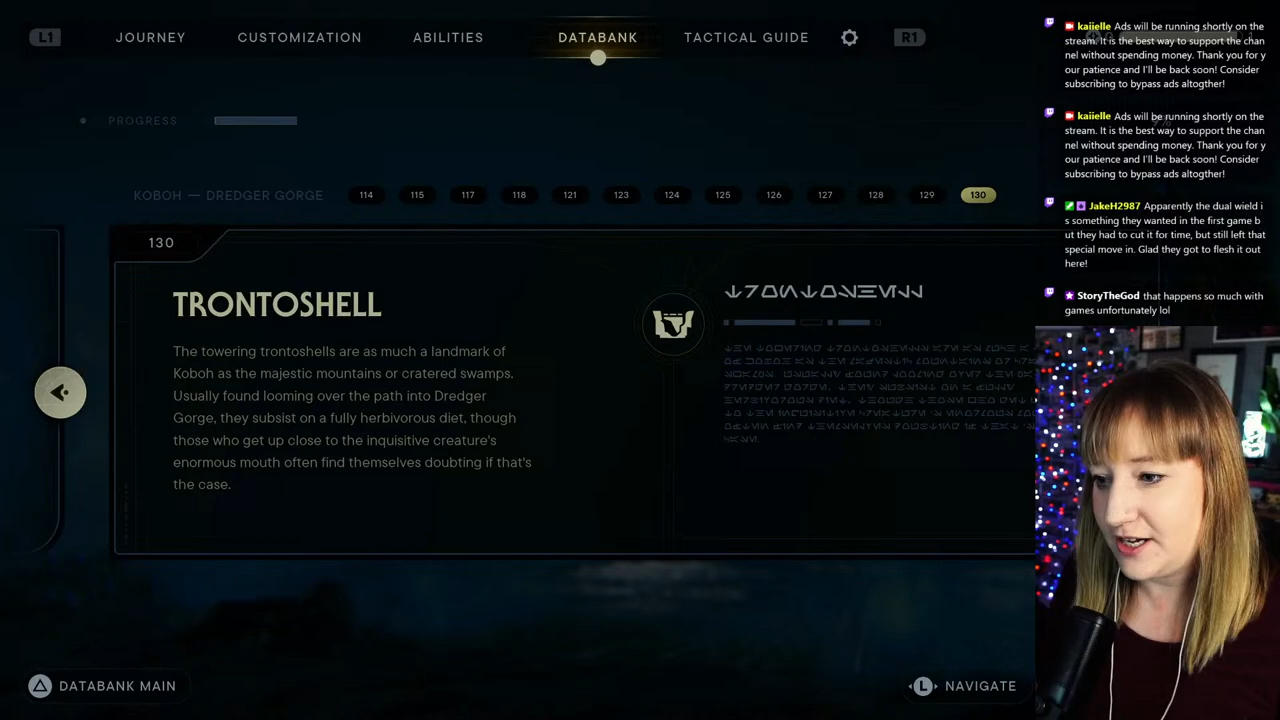 L1
JOURNEY
CUSTOMIZATION
ABILITIES
DATABANK
TACTICAL GUIDE
R1
PROGRESS
KOBOH — DREDGER GORGE
114 115 117 118 121 123 124 125 126 127 128 129 130
130
TRONTOSHELL
The towering trontoshells are as much a landmark of
Koboh as the majestic mountains or cratered swamps.
Usually found looming over the path into Dredger
Gorge, they subsist on a fully herbivorous diet, though
those who get up close to the inquisitive creature's
enormous mouth often find themselves doubting if that's
the case.
DATABANK MAIN
L NAVIGATE
kaiielle Ads will be running shortly on the
stream. It is the best way to support the chan
nel without spending money. Thank you for y
our patience and I'll be back soon! Consider
subscribing to bypass ads altogther!
kaiielle Ads will be running shortly on the
stream. It is the best way to support the chan
nel without spending money. Thank you for y
our patience and I'll be back soon! Consider
subscribing to bypass ads altogther!
JakeH2987 Apparently the dual wield i
s something they wanted in the first game b
ut they had to cut it for time, but still left that
special move in. Glad they got to flesh it out
here!
StoryTheGod that happens so much with
games unfortunately lol